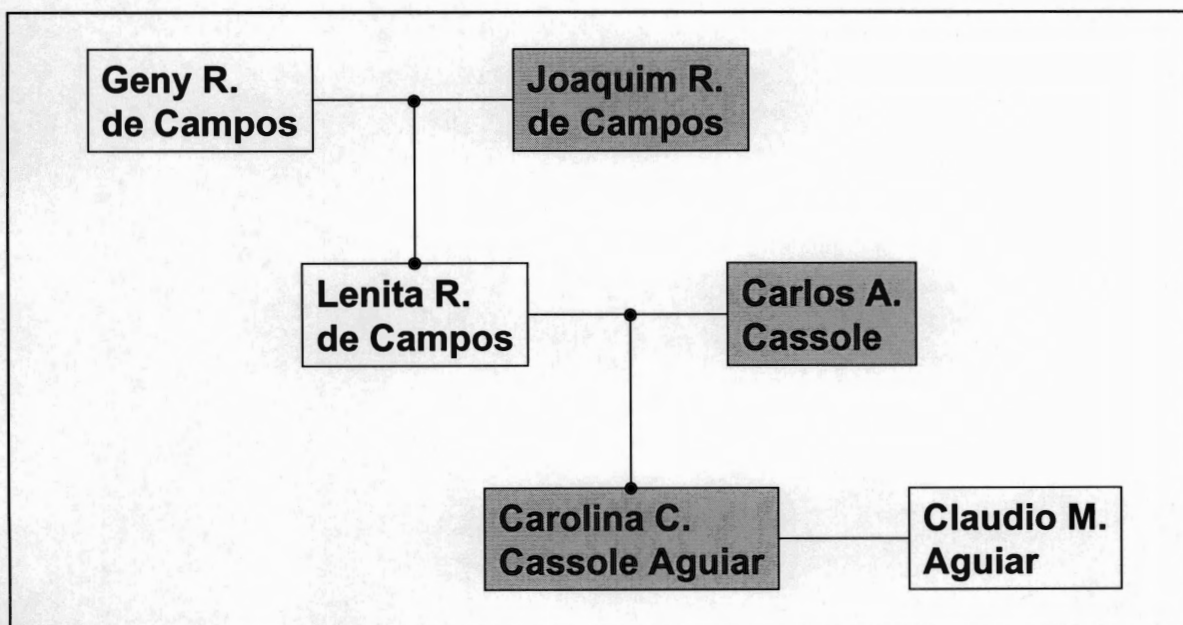 Geny R.
de Campos
Joaquim R.
de Campos
Lenita R.
de Campos
Carlos A.
Cassole
Carolina C.
Cassole Aguiar
Claudio M.
Aguiar